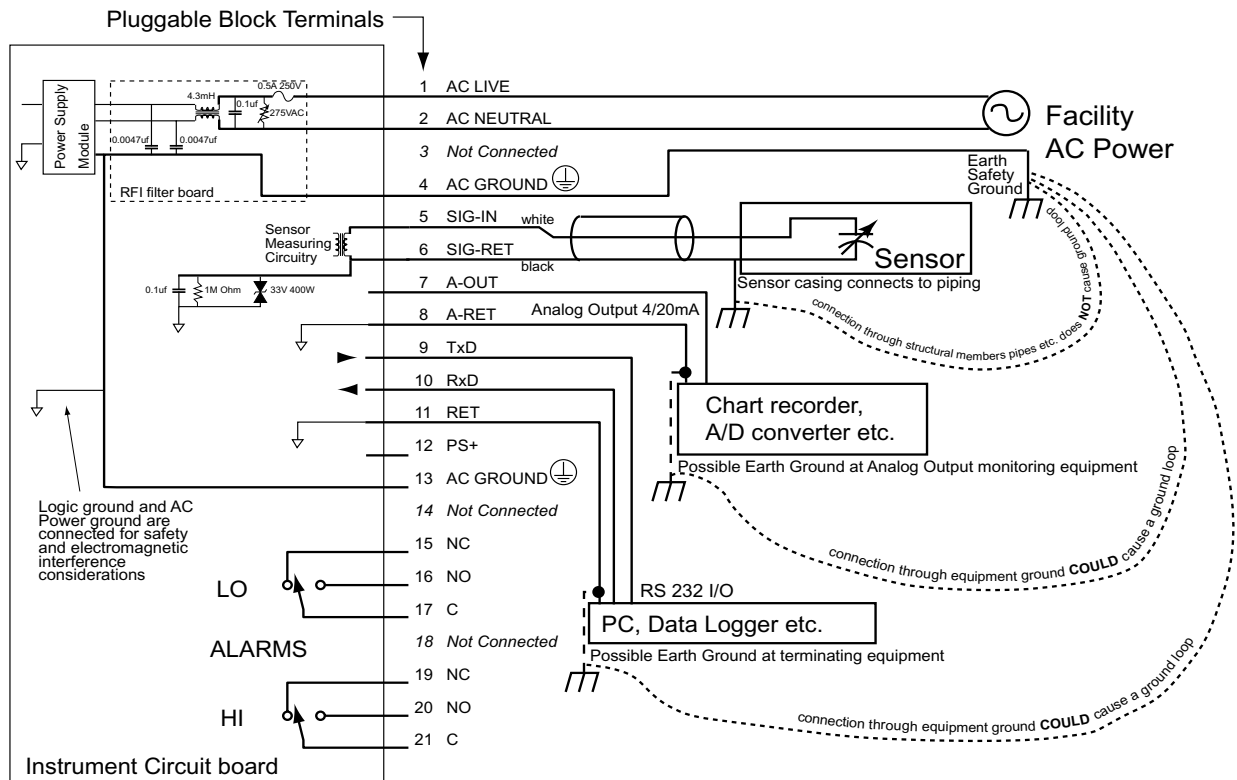 Pluggable Block Terminals
Power Supply
Module
4.3mH
0.5A 250V
0.1uf
275VAC
0.0047uf
0.0047uf
RFI filter board
1 AC LIVE
2 AC NEUTRAL
3 Not Connected
4 AC GROUND
5 SIG-IN
6 SIG-RET
7 A-OUT
8 A-RET
9 TxD
10 RxD
11 RET
12 PS+
13 AC GROUND
14 Not Connected
15 NC
16 NO
17 C
18 Not Connected
19 NC
20 NO
21 C
Facility
AC Power
Earth
Safety
Ground
white
black
Sensor
Measuring
Circuitry
0.1uf
1M Ohm
33V 400W
Sensor
Sensor casing connects to piping
connection through structural members pipes etc. does NOT cause ground loop
Analog Output 4/20mA
Chart recorder,
A/D converter etc.
Possible Earth Ground at Analog Output monitoring equipment
connection through equipment ground COULD cause a ground loop
RS 232 I/O
PC, Data Logger etc.
Possible Earth Ground at terminating equipment
connection through equipment ground COULD cause a ground loop
Logic ground and AC
Power ground are
connected for safety
and electromagnetic
interference
considerations
LO
ALARMS
HI
Instrument Circuit board